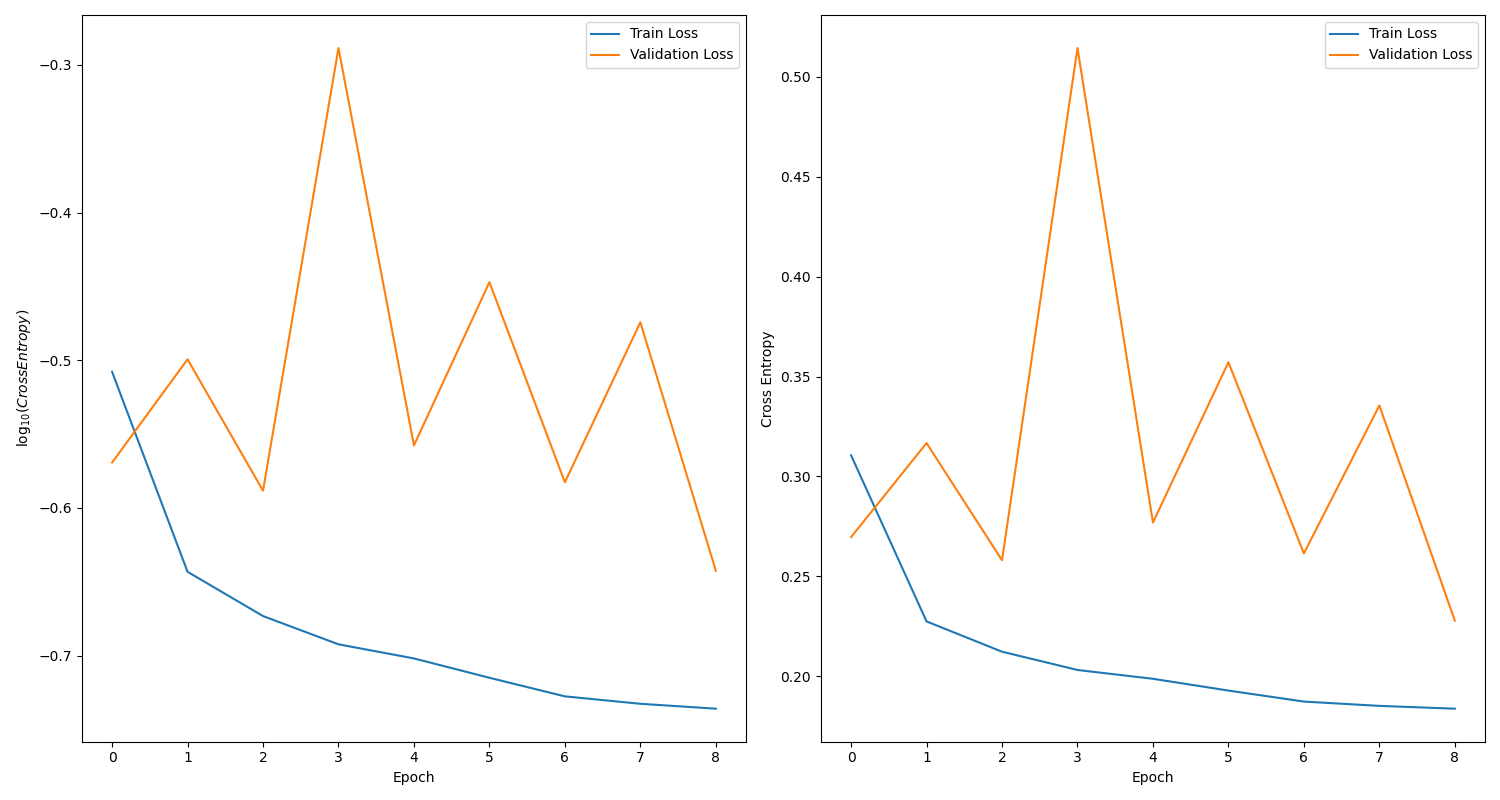 Train Loss
Validation Loss
−0.3
−0.4
−0.5
−0.6
−0.7
log₁₀(CrossEntropy)
0 1 2 3 4 5 6 7 8
Epoch
Train Loss
Validation Loss
0.50
0.45
0.40
0.35
0.30
0.25
0.20
Cross Entropy
0 1 2 3 4 5 6 7 8
Epoch